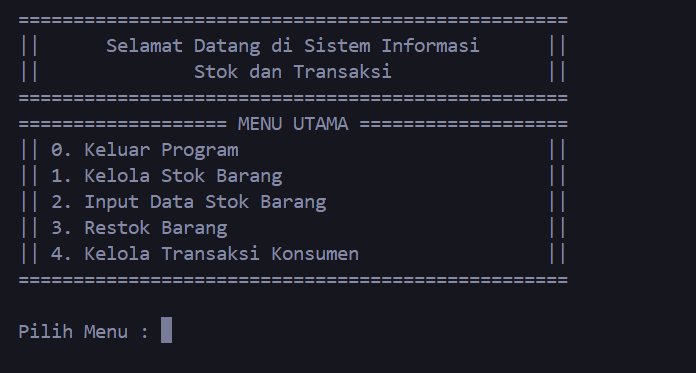 ==================================================
||      Selamat Datang di Sistem Informasi      ||
||              Stok dan Transaksi              ||
==================================================
=================== MENU UTAMA ===================
|| 0. Keluar Program                            ||
|| 1. Kelola Stok Barang                        ||
|| 2. Input Data Stok Barang                    ||
|| 3. Restok Barang                             ||
|| 4. Kelola Transaksi Konsumen                 ||
==================================================
Pilih Menu :